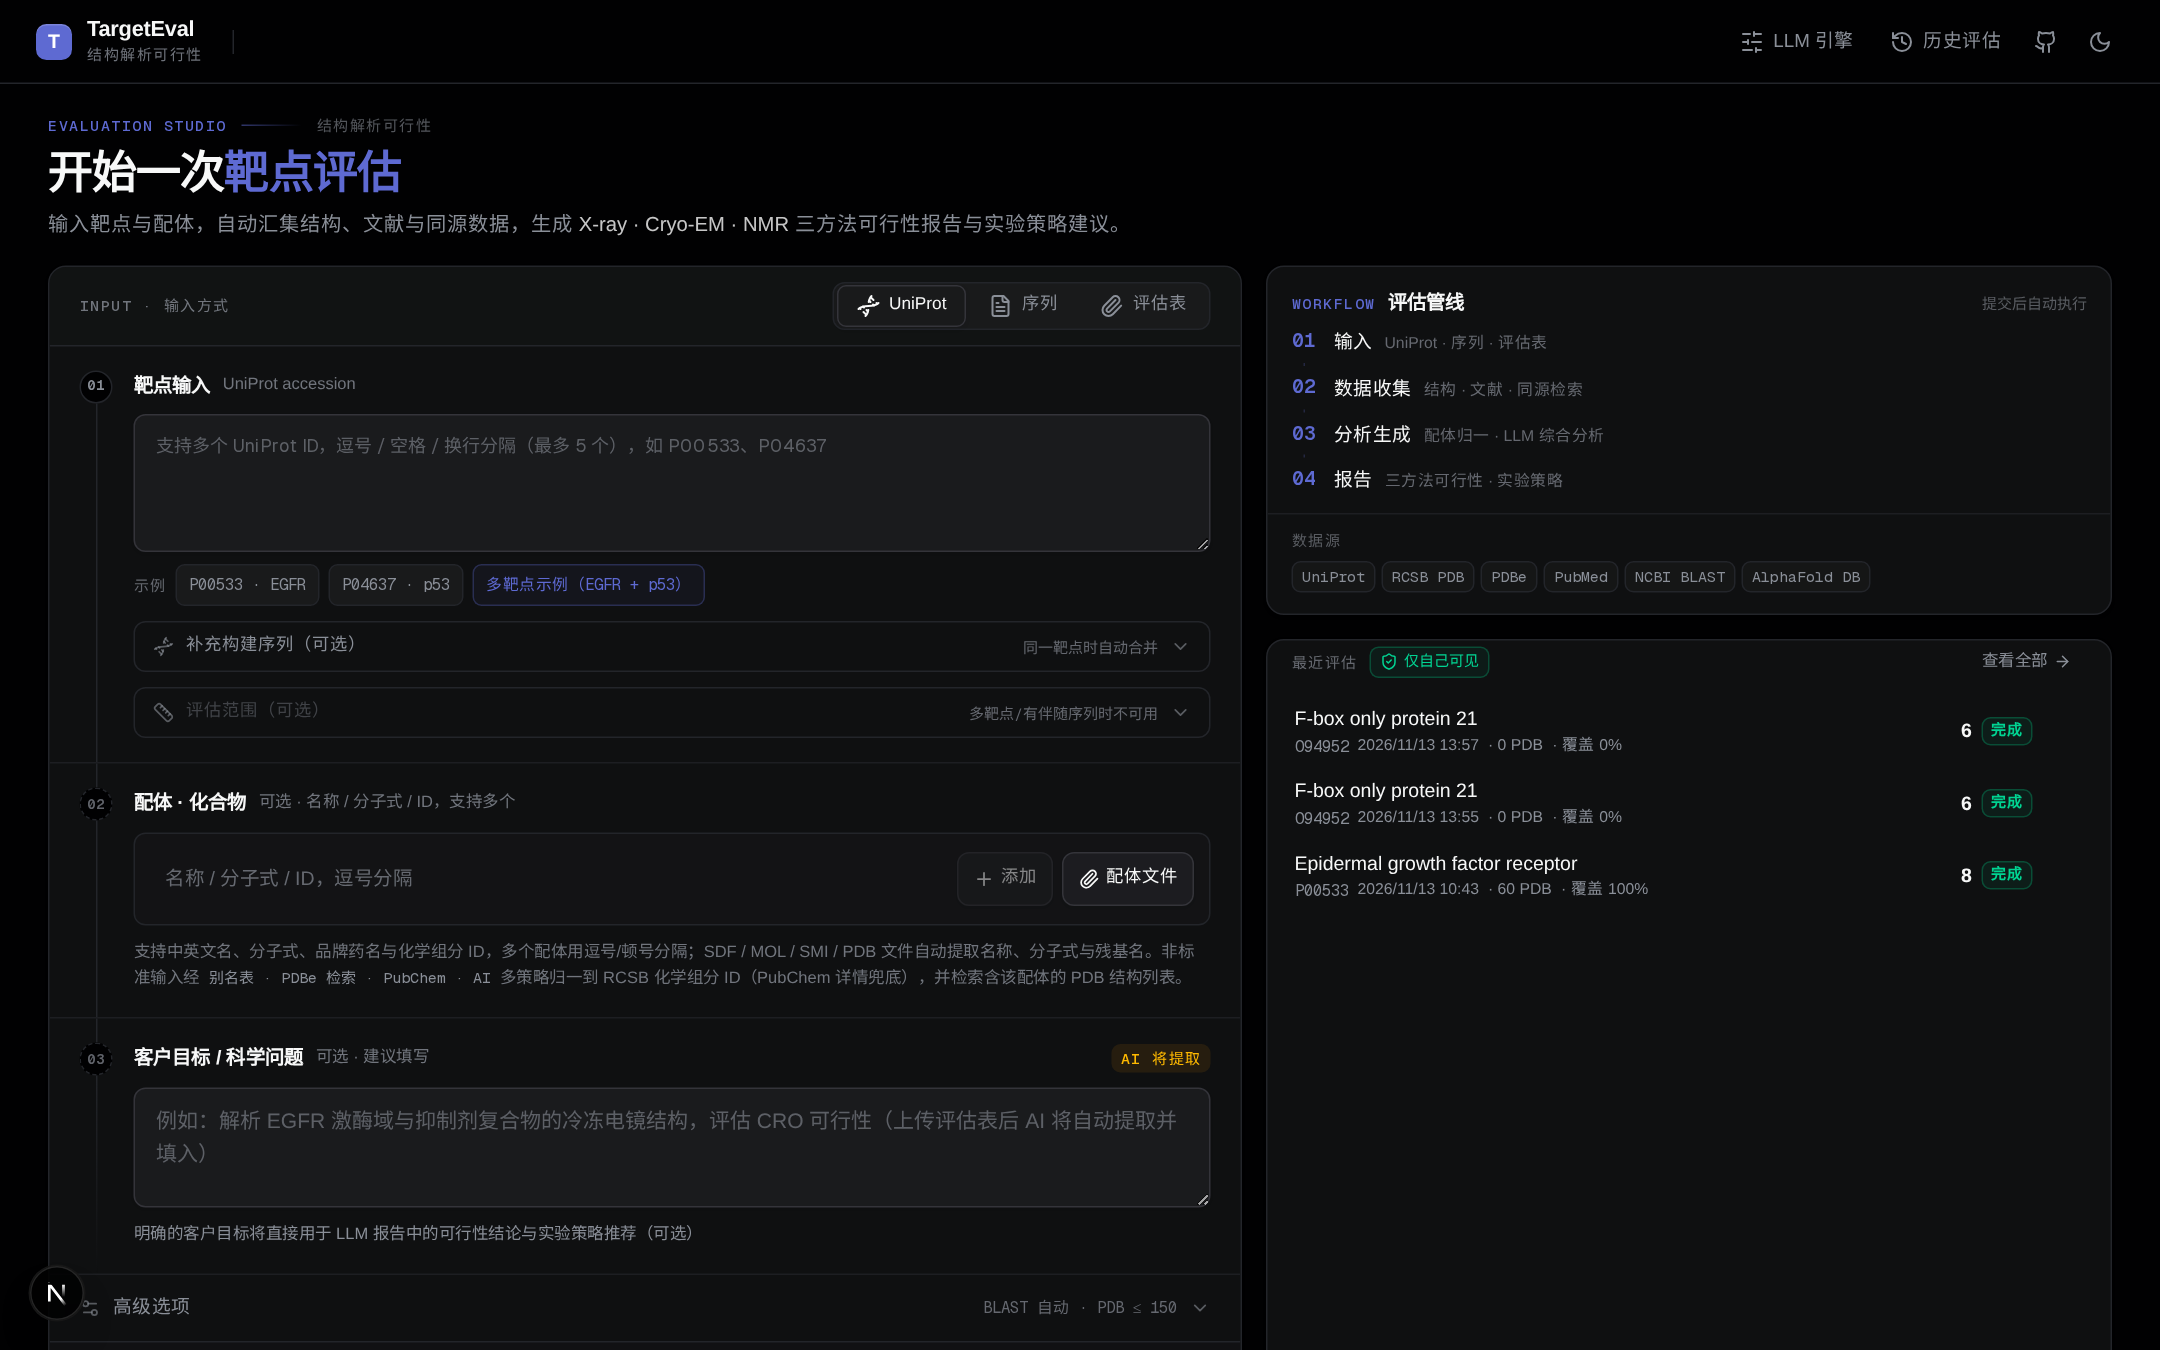 T
TargetEval
结构解析可行性
LLM 引擎
历史评估
EVALUATION STUDIO
结构解析可行性
开始一次靶点评估
输入靶点与配体，自动汇集结构、文献与同源数据，生成 X-ray · Cryo-EM · NMR 三方法可行性报告与实验策略建议。
INPUT · 输入方式
UniProt
序列
评估表
01
靶点输入 UniProt accession
支持多个 UniProt ID，逗号 / 空格 / 换行分隔（最多 5 个），如 P00533、P04637
示例
P00533 · EGFR
P04637 · p53
多靶点示例（EGFR + p53）
补充构建序列（可选）
同一靶点时自动合并
评估范围（可选）
多靶点/有伴随序列时不可用
02
配体 · 化合物 可选 · 名称 / 分子式 / ID，支持多个
名称 / 分子式 / ID，逗号分隔
添加
配体文件
支持中英文名、分子式、品牌药名与化学组分 ID，多个配体用逗号/顿号分隔；SDF / MOL / SMI / PDB 文件自动提取名称、分子式与残基名。非标
准输入经 别名表 · PDBe 检索 · PubChem · AI 多策略归一到 RCSB 化学组分 ID（PubChem 详情兜底），并检索含该配体的 PDB 结构列表。
03
客户目标 / 科学问题 可选 · 建议填写
AI 将提取
例如：解析 EGFR 激酶域与抑制剂复合物的冷冻电镜结构，评估 CRO 可行性（上传评估表后 AI 将自动提取并
填入）
明确的客户目标将直接用于 LLM 报告中的可行性结论与实验策略推荐（可选）
N
高级选项
BLAST 自动 · PDB ≤ 150
WORKFLOW 评估管线
提交后自动执行
01 输入 UniProt · 序列 · 评估表
02 数据收集 结构 · 文献 · 同源检索
03 分析生成 配体归一 · LLM 综合分析
04 报告 三方法可行性 · 实验策略
数据源
UniProt
RCSB PDB
PDBe
PubMed
NCBI BLAST
AlphaFold DB
最近评估
仅自己可见
查看全部
F-box only protein 21
O94952 2026/11/13 13:57 · 0 PDB · 覆盖 0%
6 完成
F-box only protein 21
O94952 2026/11/13 13:55 · 0 PDB · 覆盖 0%
6 完成
Epidermal growth factor receptor
P00533 2026/11/13 10:43 · 60 PDB · 覆盖 100%
8 完成